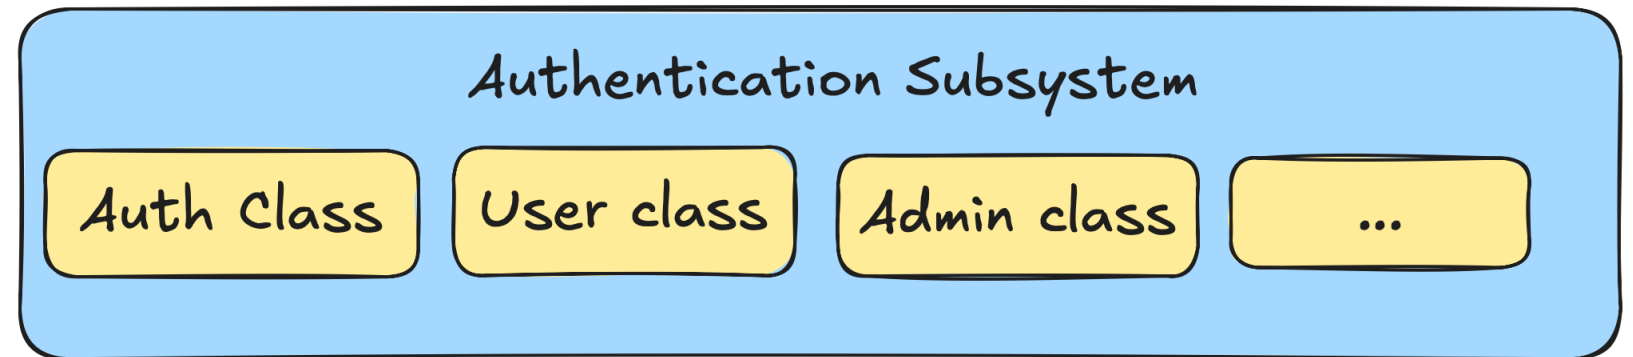 Authentication Subsystem
Auth Class
User class
Admin class
...